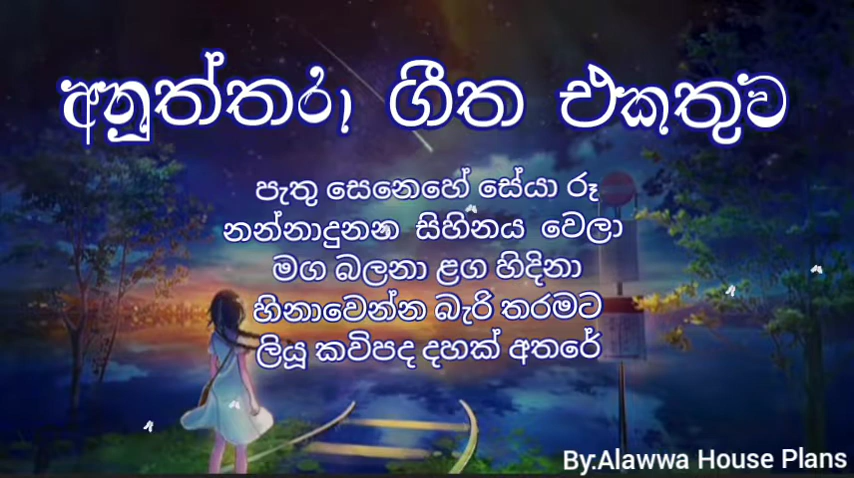 අනුත්තරා ගීත එකතුව
පැතු සෙනෙහේ සේයා රූ
නන්නාදුනන සිහිනය වෙලා
මග බලනා ළග හිදිනා
හිනාවෙන්න බැරි තරමට
ලියූ කවිපද දහක් අතරේ
By:Alawwa House Plans